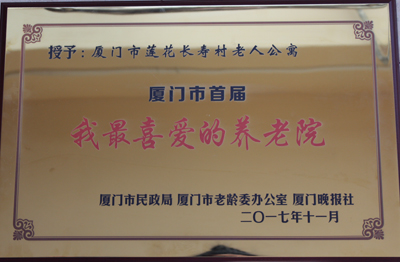 授予：厦门市莲花长寿村老人公寓
厦门市首届
我最喜爱的养老院
厦门市民政局 厦门市老龄委办公室 厦门晚报社
二〇一七年十一月